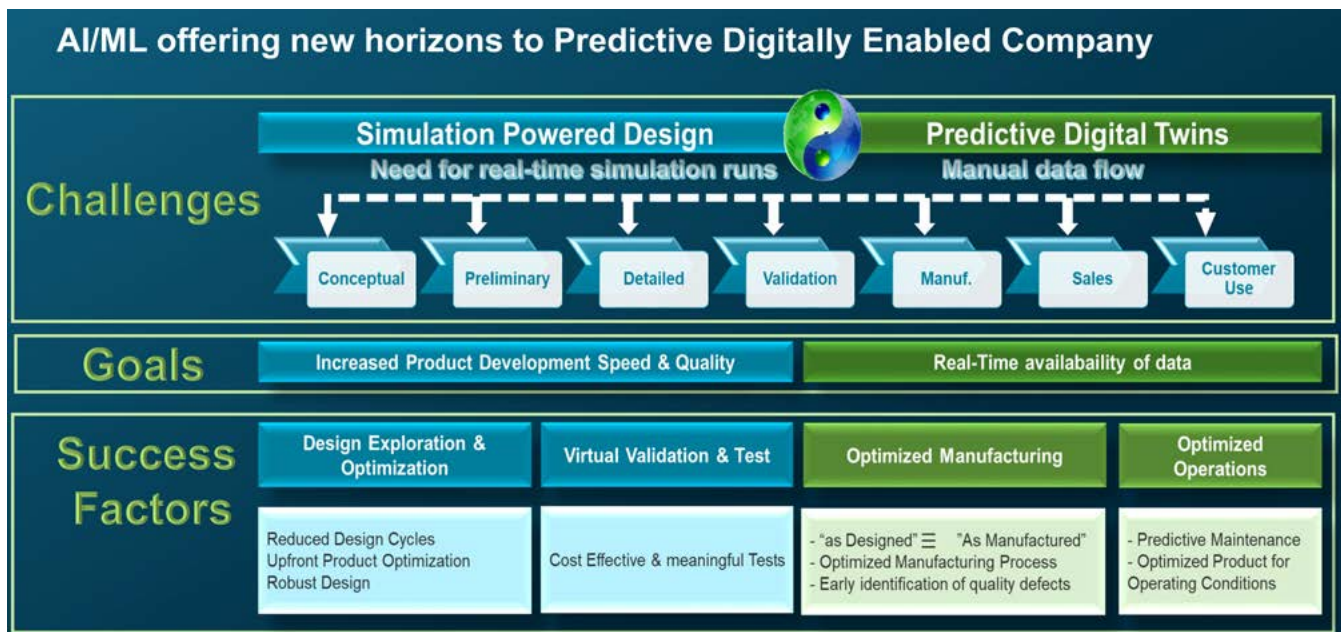 AI/ML offering new horizons to Predictive Digitally Enabled Company
Challenges
Simulation Powered Design
Predictive Digital Twins
Need for real-time simulation runs
Manual data flow
Conceptual
Preliminary
Detailed
Validation
Manuf.
Sales
Customer
Use
Goals
Increased Product Development Speed & Quality
Real-Time availabaility of data
Success
Factors
Design Exploration &
Optimization
Reduced Design Cycles
Upfront Product Optimization
Robust Design
Virtual Validation & Test
Cost Effective & meaningful Tests
Optimized Manufacturing
- “as Designed” ☰ ”As Manufactured”
- Optimized Manufacturing Process
- Early identification of quality defects
Optimized
Operations
- Predictive Maintenance
- Optimized Product for
Operating Conditions